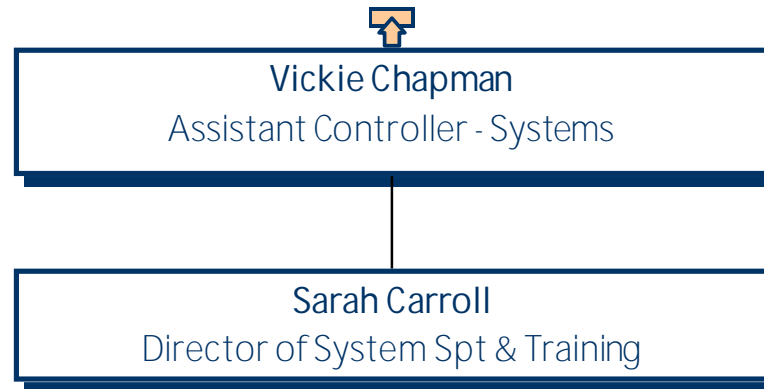 Vickie Chapman
Assistant Controller - Systems
Sarah Carroll
Director of System Spt & Training